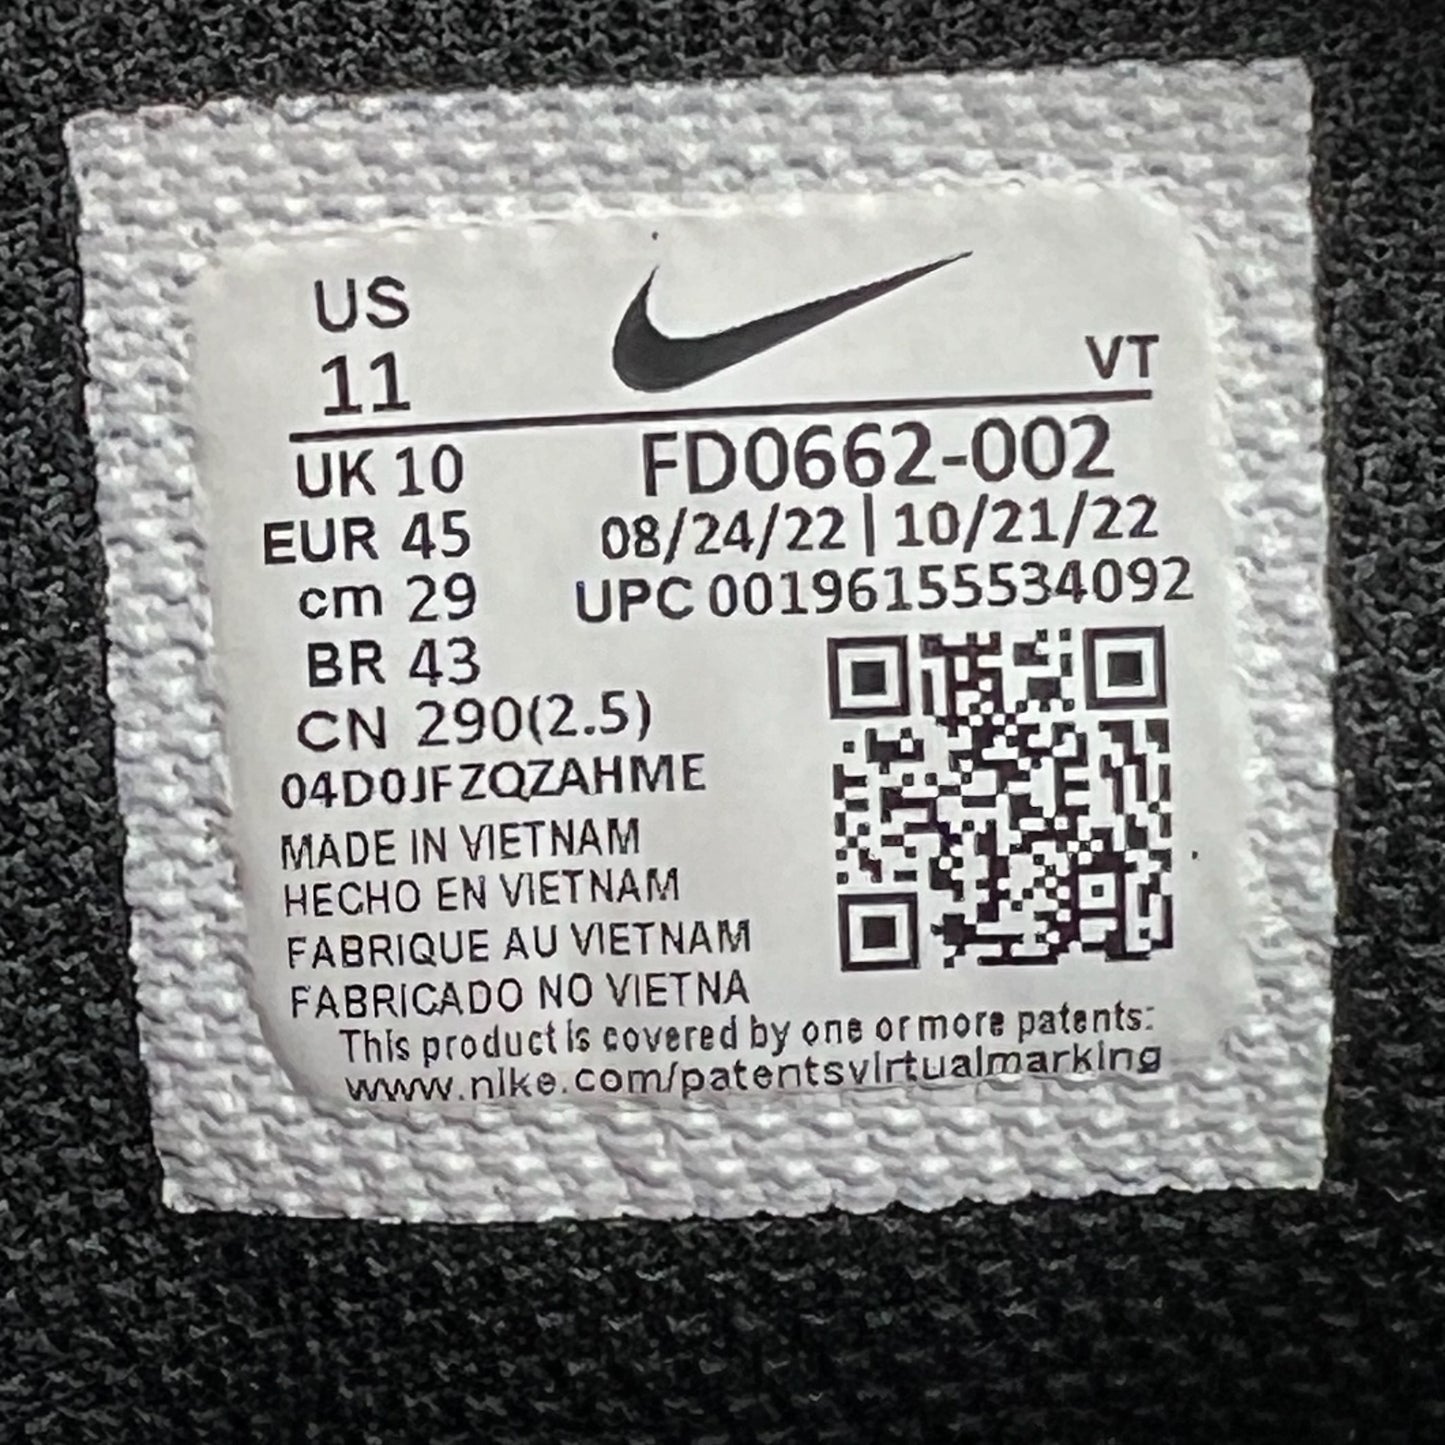 US
11
VT
UK 10
FD0662-002
EUR 45
08/24/22 | 10/21/22
cm 29
UPC 00196155534092
BR 43
CN 290(2.5)
04D0JFZQZAHME
MADE IN VIETNAM
HECHO EN VIETNAM
FABRIQUE AU VIETNAM
FABRICADO NO VIETNA
This product is covered by one or more patents:
www.nike.com/patentsvirtualmarking